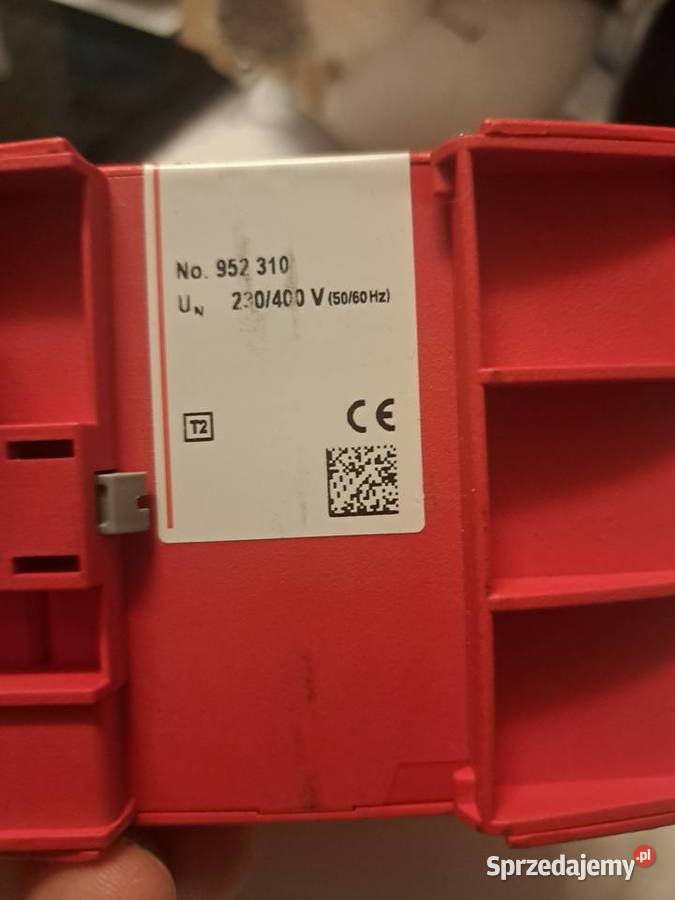 No. 952 310
UN 230/400 V (50/60 Hz)
T2
CE
Sprzedajemy.pl